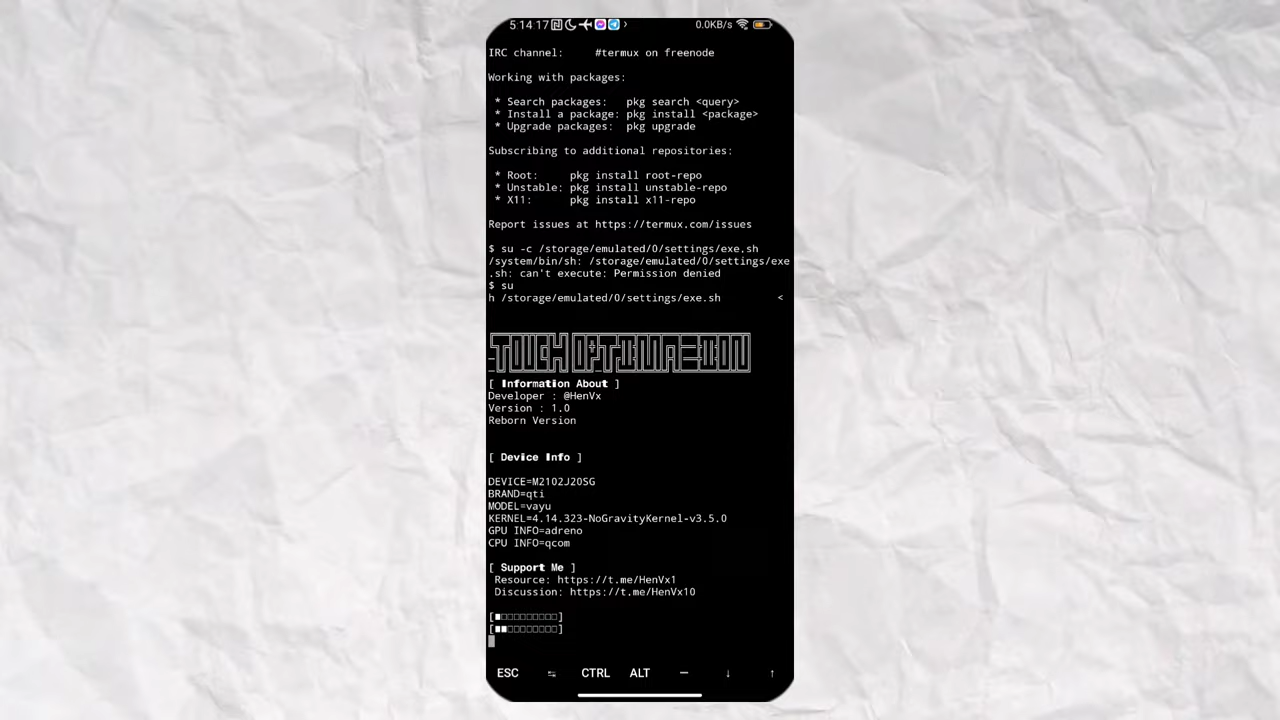 5:14:17
0.0KB/s
IRC channel: #termux on freenode
Working with packages:
* Search packages: pkg search <query>
* Install a package: pkg install <package>
* Upgrade packages: pkg upgrade
Subscribing to additional repositories:
* Root: pkg install root-repo
* Unstable: pkg install unstable-repo
* X11: pkg install x11-repo
Report issues at https://termux.com/issues
$ su -c /storage/emulated/0/settings/exe.sh
/system/bin/sh: /storage/emulated/0/settings/exe
.sh: can't execute: Permission denied
$ su
h /storage/emulated/0/settings/exe.sh <
[ Information About ]
Developer : @HenVx
Version : 1.0
Reborn Version
[ Device Info ]
DEVICE=M2102J20SG
BRAND=qti
MODEL=vayu
KERNEL=4.14.323-NoGravityKernel-v3.5.0
GPU INFO=adreno
CPU INFO=qcom
[ Support Me ]
Resource: https://t.me/HenVx1
Discussion: https://t.me/HenVx10
[■□□□□□□□□□]
[■■□□□□□□□□]
ESC ⇆ CTRL ALT — ↓ ↑